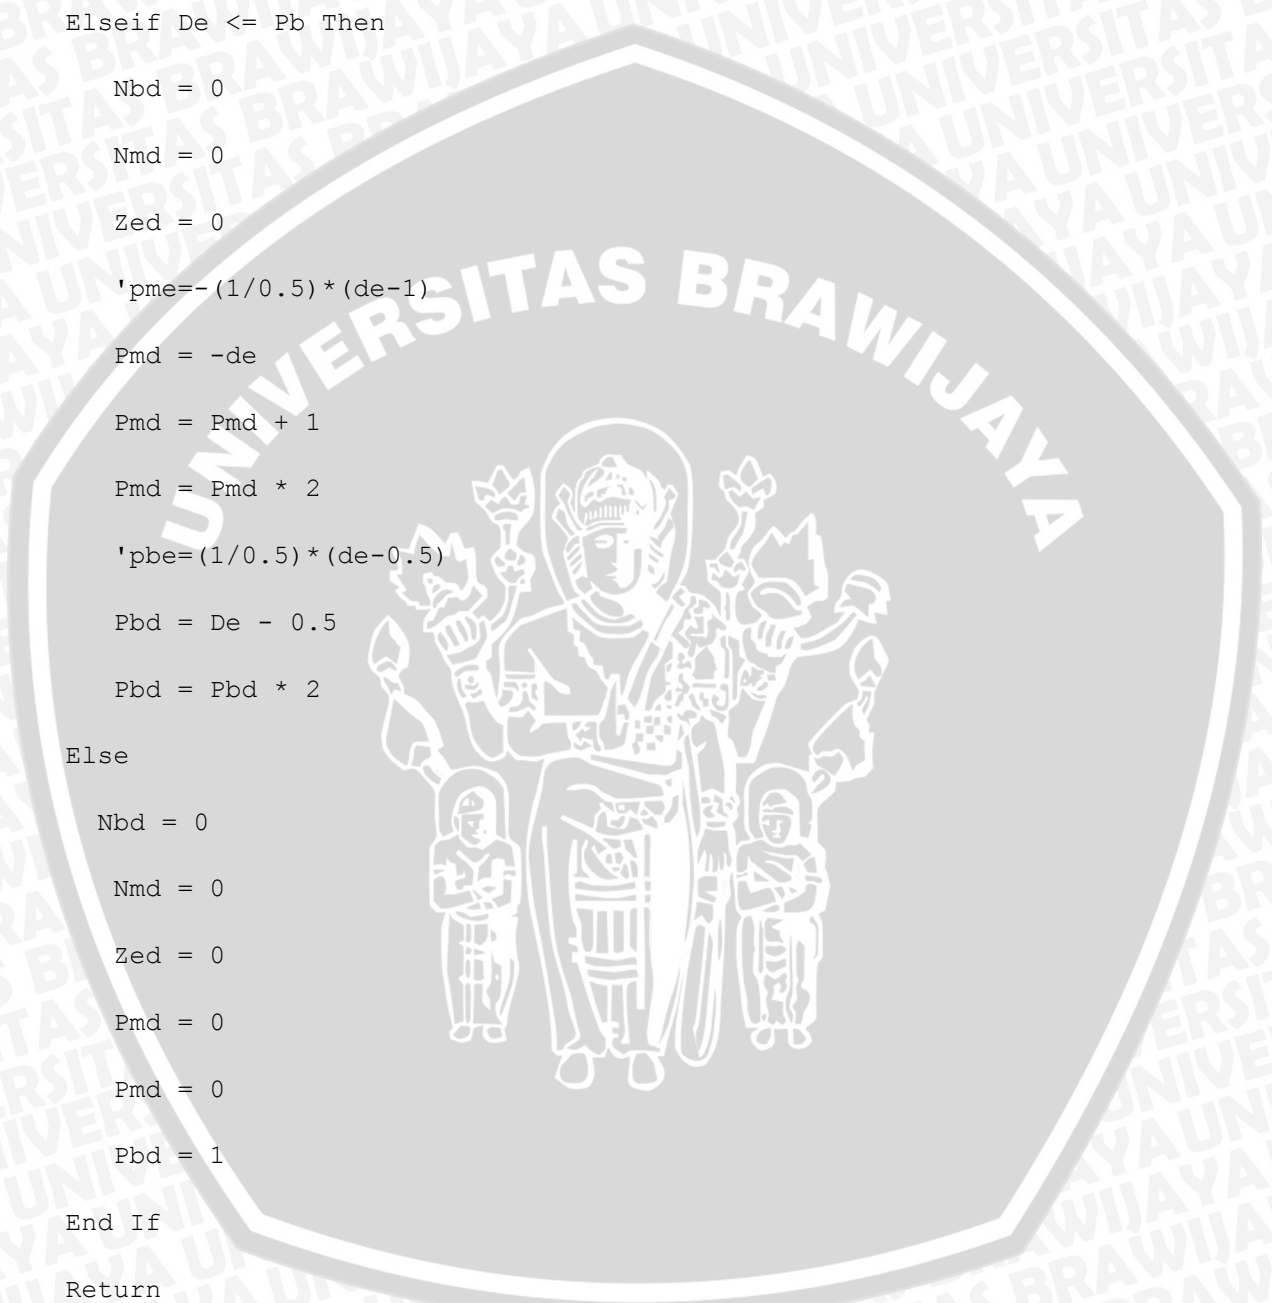 Elseif De <= Pb Then
Nbd = 0
Nmd = 0
Zed = 0
'pme=-(1/0.5)*(de-1)
Pmd = -de
Pmd = Pmd + 1
Pmd = Pmd * 2
'pbe=(1/0.5)*(de-0.5)
Pbd = De - 0.5
Pbd = Pbd * 2
Else
Nbd = 0
Nmd = 0
Zed = 0
Pmd = 0
Pmd = 0
Pbd = 1
End If
Return
UNIVERSITAS BRAWIJAYA